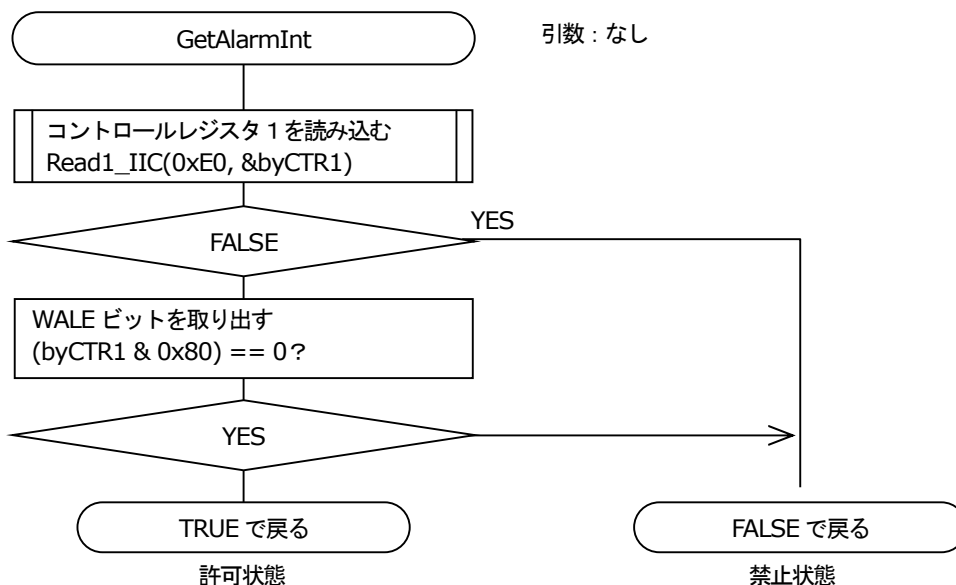 GetAlarmInt
引数：なし
コントロールレジスタ１を読み込む
Read1_IIC(0xE0, &byCTR1)
YES
FALSE
WALE ビットを取り出す
(byCTR1 & 0x80) == 0？
YES
TRUE で戻る
FALSE で戻る
許可状態
禁止状態